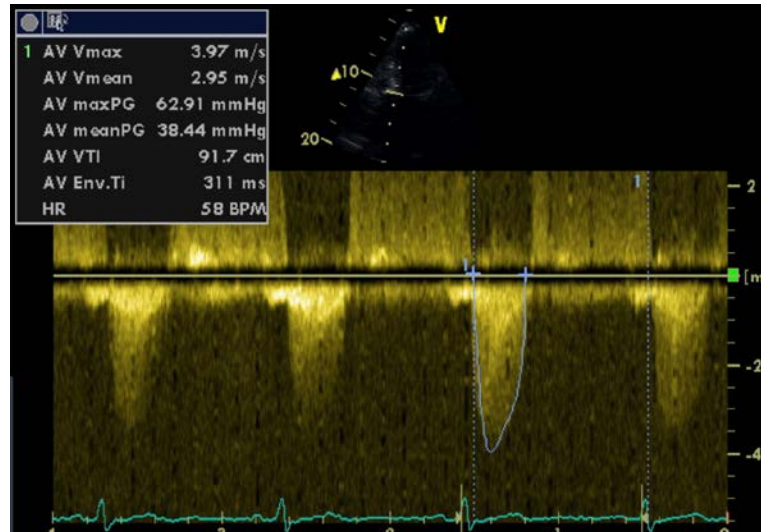 1 AV Vmax 3.97 m/s
AV Vmean 2.95 m/s
AV maxPG 62.91 mmHg
AV meanPG 38.44 mmHg
AV VTI 91.7 cm
AV Env.Ti 311 ms
HR 58 BPM
V
10
20
1
2
1
[m
-2
-4